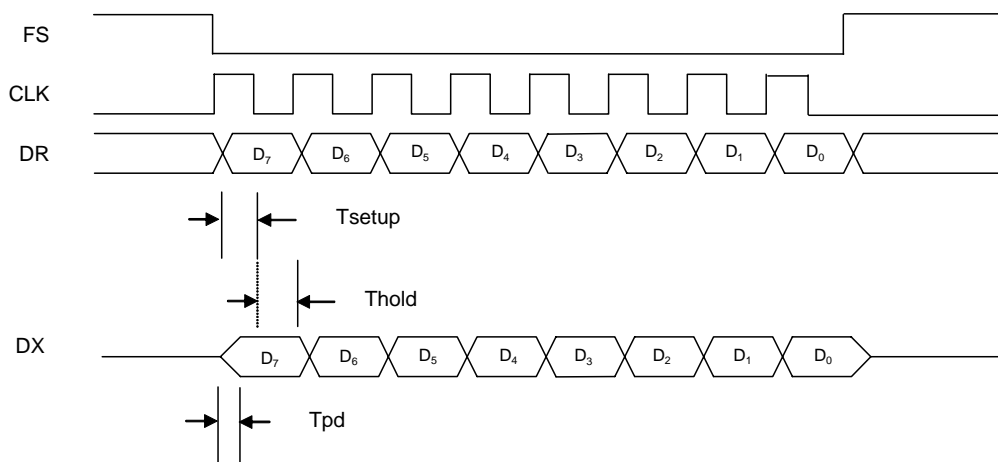 FS
CLK
DR
D7 D6 D5 D4 D3 D2 D1 D0
Tsetup
Thold
DX
D7 D6 D5 D4 D3 D2 D1 D0
Tpd